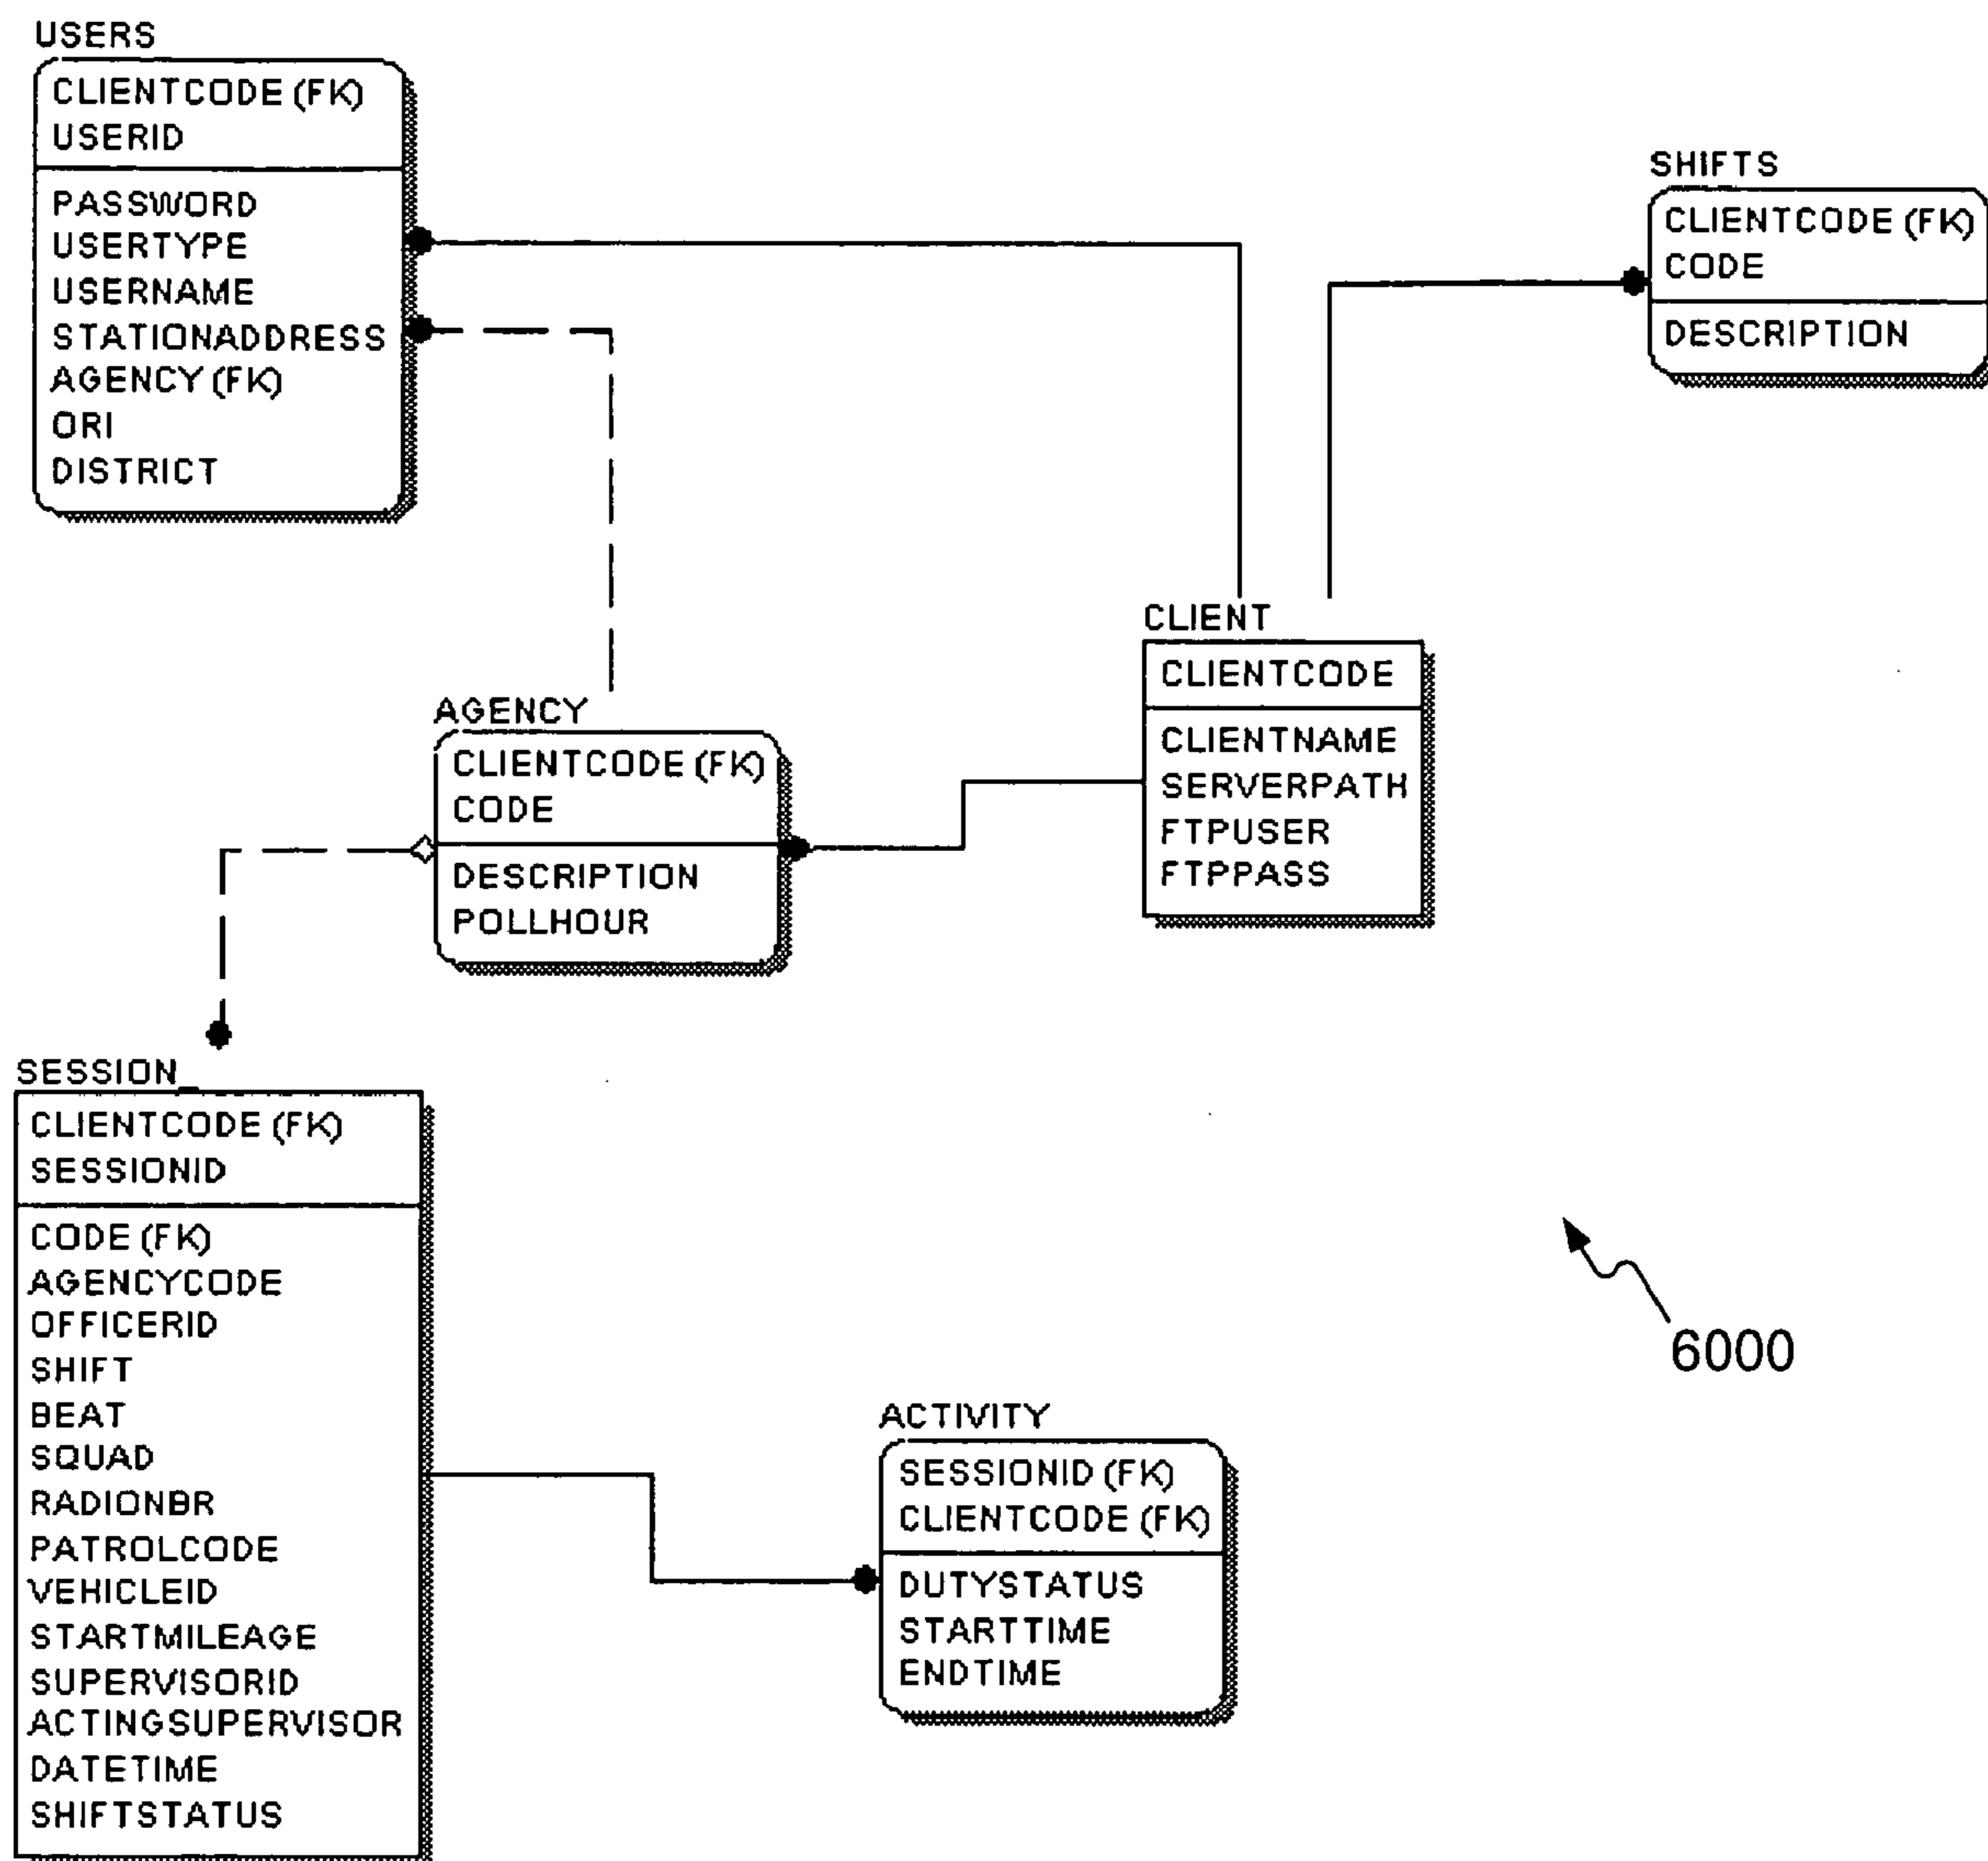 USERS
CLIENTCODE (FK)
USERID
PASSWORD
USERTYPE
USERNAME
STATIONADDRESS
AGENCY (FK)
ORI
DISTRICT
SHIFTS
CLIENTCODE (FK)
CODE
DESCRIPTION
CLIENT
CLIENTCODE
CLIENTNAME
SERVERPATH
FTPUSER
FTPPASS
AGENCY
CLIENTCODE (FK)
CODE
DESCRIPTION
POLLHOUR
SESSION_
CLIENTCODE (FK)
SESSIONID
CODE (FK)
AGENCYCODE
OFFICERID
SHIFT
BEAT
SQUAD
RADIONBR
PATROLCODE
VEHICLEID
STARTMILEAGE
SUPERVISORID
ACTINGSUPERVISOR
DATETIME
SHIFTSTATUS
ACTIVITY
SESSIONID (FK)
CLIENTCODE (FK)
DUTYSTATUS
STARTTIME
ENDTIME
6000